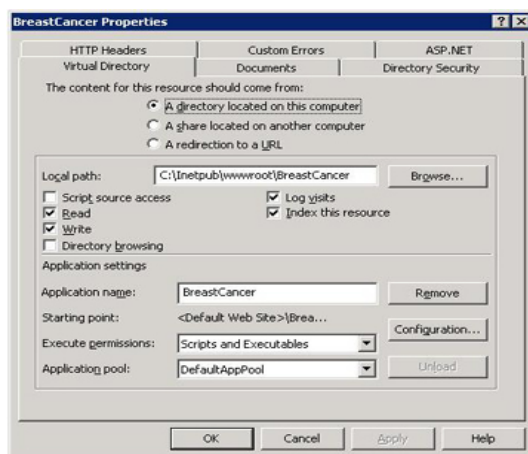 BreastCancer Properties
HTTP Headers Custom Errors ASP.NET
Virtual Directory Documents Directory Security
The content for this resource should come from:
A directory located on this computer
A share located on another computer
A redirection to a URL
Local path: C:\Inetpub\wwwroot\BreastCancer Browse...
Script source access Log visits
Read Index this resource
Write
Directory browsing
Application settings
Application name: BreastCancer Remove
Starting point: <Default Web Site>\Brea...
Configuration...
Execute permissions: Scripts and Executables
Application pool: DefaultAppPool Unload
OK Cancel Apply Help